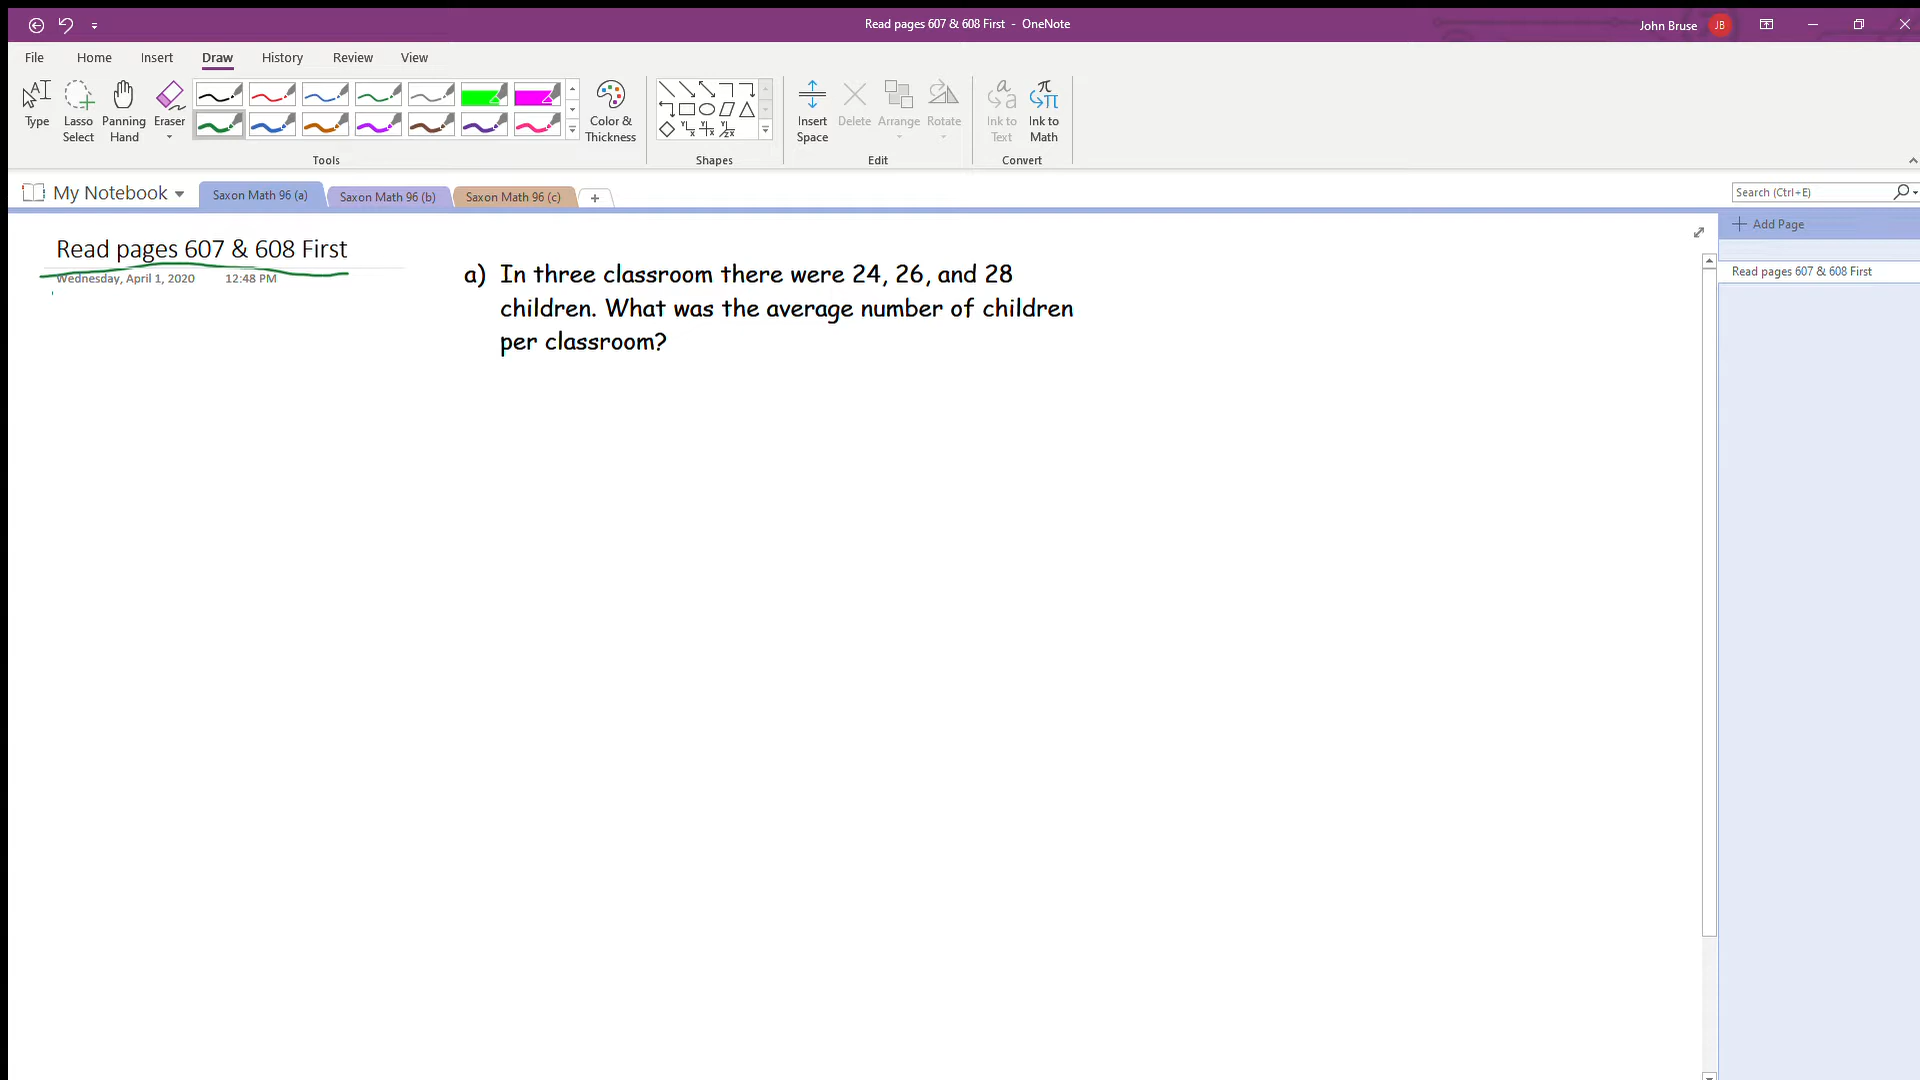 Read pages 607 & 608 First - OneNote
John Bruse JB
File Home Insert Draw History Review View
Type
Lasso Select
Panning Hand
Eraser
Color & Thickness
Insert Space
Delete
Arrange
Rotate
Ink to Text
Ink to Math
Tools
Shapes
Edit
Convert
My Notebook
Saxon Math 96 (a)
Saxon Math 96 (b)
Saxon Math 96 (c)
Search (Ctrl+E)
Add Page
Read pages 607 & 608 First
Read pages 607 & 608 First
Wednesday, April 1, 2020 12:48 PM
a) In three classroom there were 24, 26, and 28
children. What was the average number of children
per classroom?